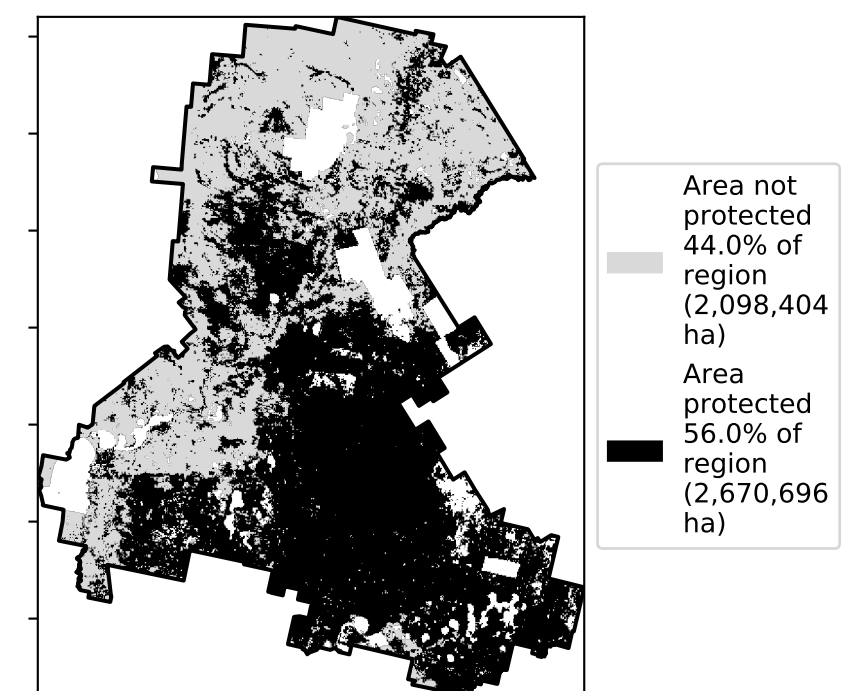 Area not
protected
44.0% of
region
(2,098,404
ha)
Area
protected
56.0% of
region
(2,670,696
ha)